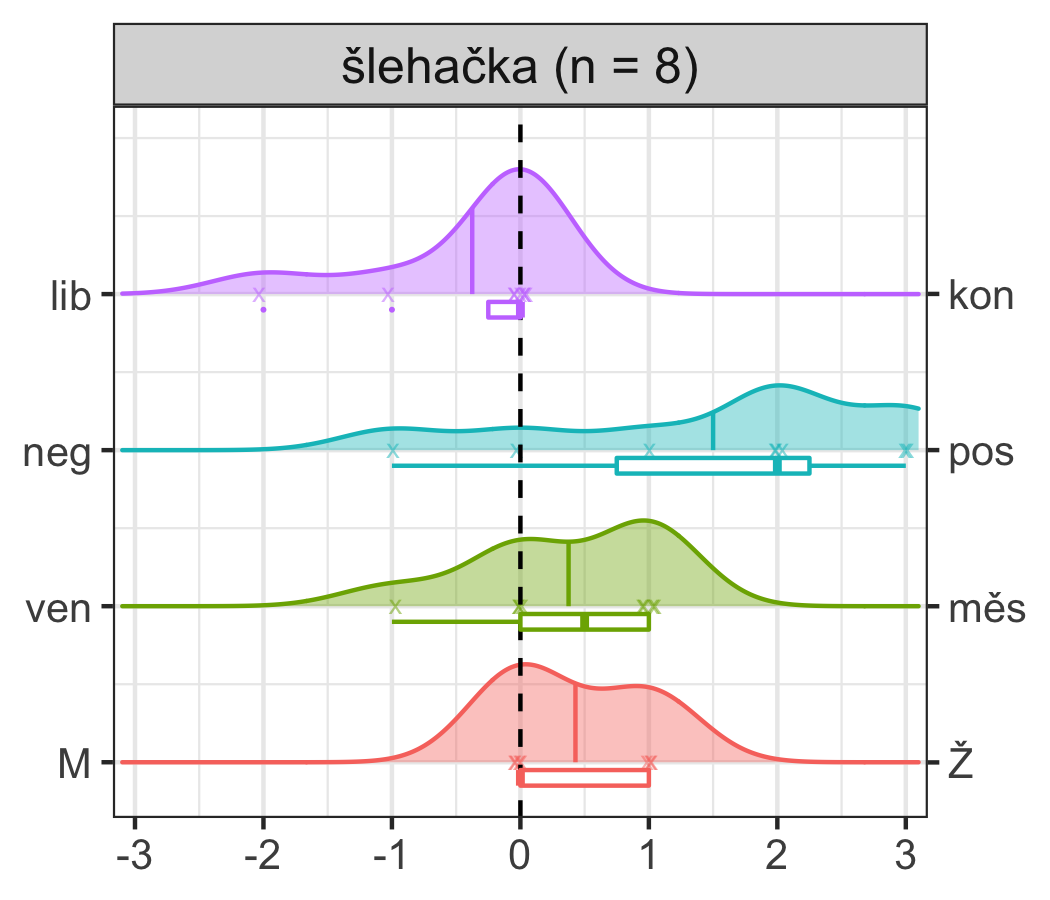 šlehačka (n = 8)
lib kon
neg pos
ven měs
M Ž
-3 -2 -1 0 1 2 3